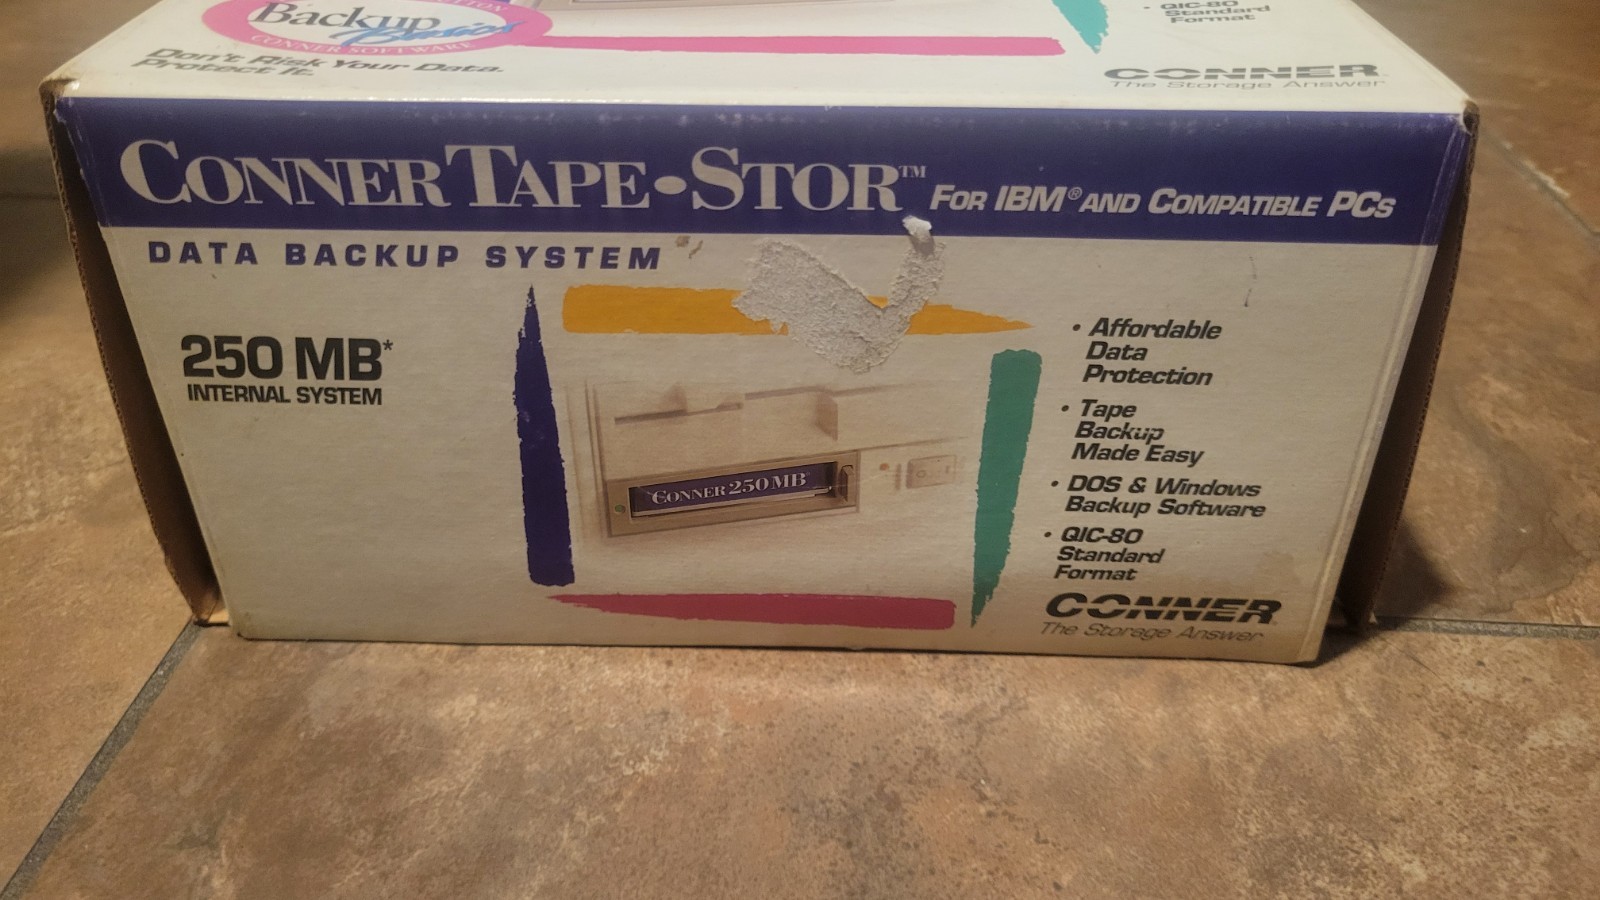 Backup
Basics
CONNER SOFTWARE
Don't Risk Your Data.
Protect It.
• QIC-80
Standard
Format
CONNER
The Storage Answer
CONNER TAPE•STOR™ FOR IBM® AND COMPATIBLE PCS
DATA BACKUP SYSTEM
250 MB*
INTERNAL SYSTEM
CONNER 250 MB
• Affordable
Data
Protection
• Tape
Backup
Made Easy
• DOS & Windows
Backup Software
• QIC-80
Standard
Format
CONNER
The Storage Answer